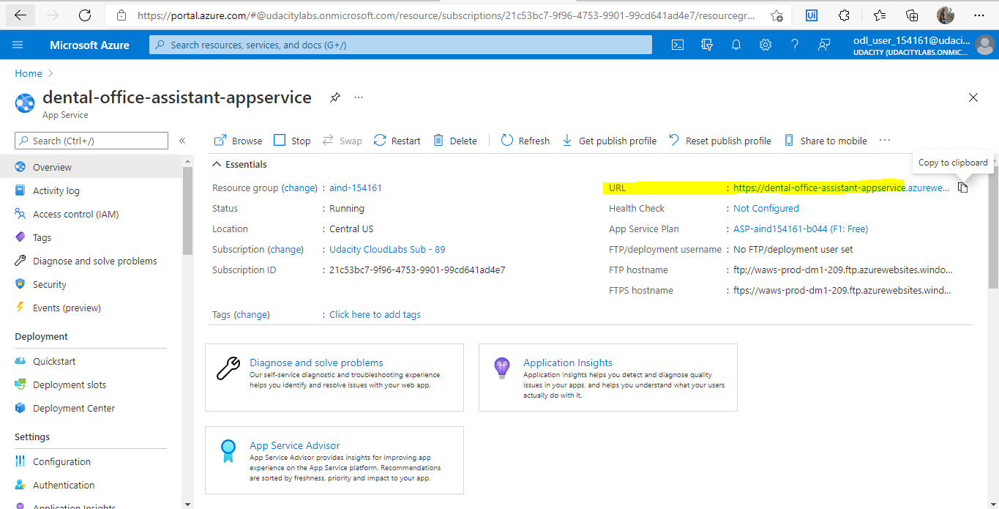 https://portal.azure.com/#@udacitylabs.onmicrosoft.com/resource/subscriptions/21c53bc7-9f96-4753-9901-99cd641ad4e7/resourcegr...
Ui
Microsoft Azure
Search resources, services, and docs (G+/)
odl_user_154161@udaci...
UDACITY (UDACITYLABS.ONMIC...
Home
dental-office-assistant-appservice
...
App Service
Search (Ctrl+/)
«
Browse
Stop
Swap
Restart
Delete
Refresh
Get publish profile
Reset publish profile
Share to mobile
...
Copy to clipboard
Overview
Activity log
Access control (IAM)
Tags
Diagnose and solve problems
Security
Events (preview)
Deployment
Quickstart
Deployment slots
Deployment Center
Settings
Configuration
Authentication
Application Insights
Essentials
Resource group (change) : aind-154161
Status : Running
Location : Central US
Subscription (change) : Udacity CloudLabs Sub - 89
Subscription ID : 21c53bc7-9f96-4753-9901-99cd641ad4e7
Tags (change) : Click here to add tags
URL : https://dental-office-assistant-appservice.azurewe...
Health Check : Not Configured
App Service Plan : ASP-aind154161-b044 (F1: Free)
FTP/deployment username : No FTP/deployment user set
FTP hostname : ftp://waws-prod-dm1-209.ftp.azurewebsites.windo...
FTPS hostname : ftps://waws-prod-dm1-209.ftp.azurewebsites.wind...
Diagnose and solve problems
Our self-service diagnostic and troubleshooting experience
helps you identify and resolve issues with your web app.
Application Insights
Application Insights helps you detect and diagnose quality
issues in your apps, and helps you understand what your users
actually do with it.
App Service Advisor
App Service Advisor provides insights for improving app
experience on the App Service platform. Recommendations
are sorted by freshness, priority and impact to your app.